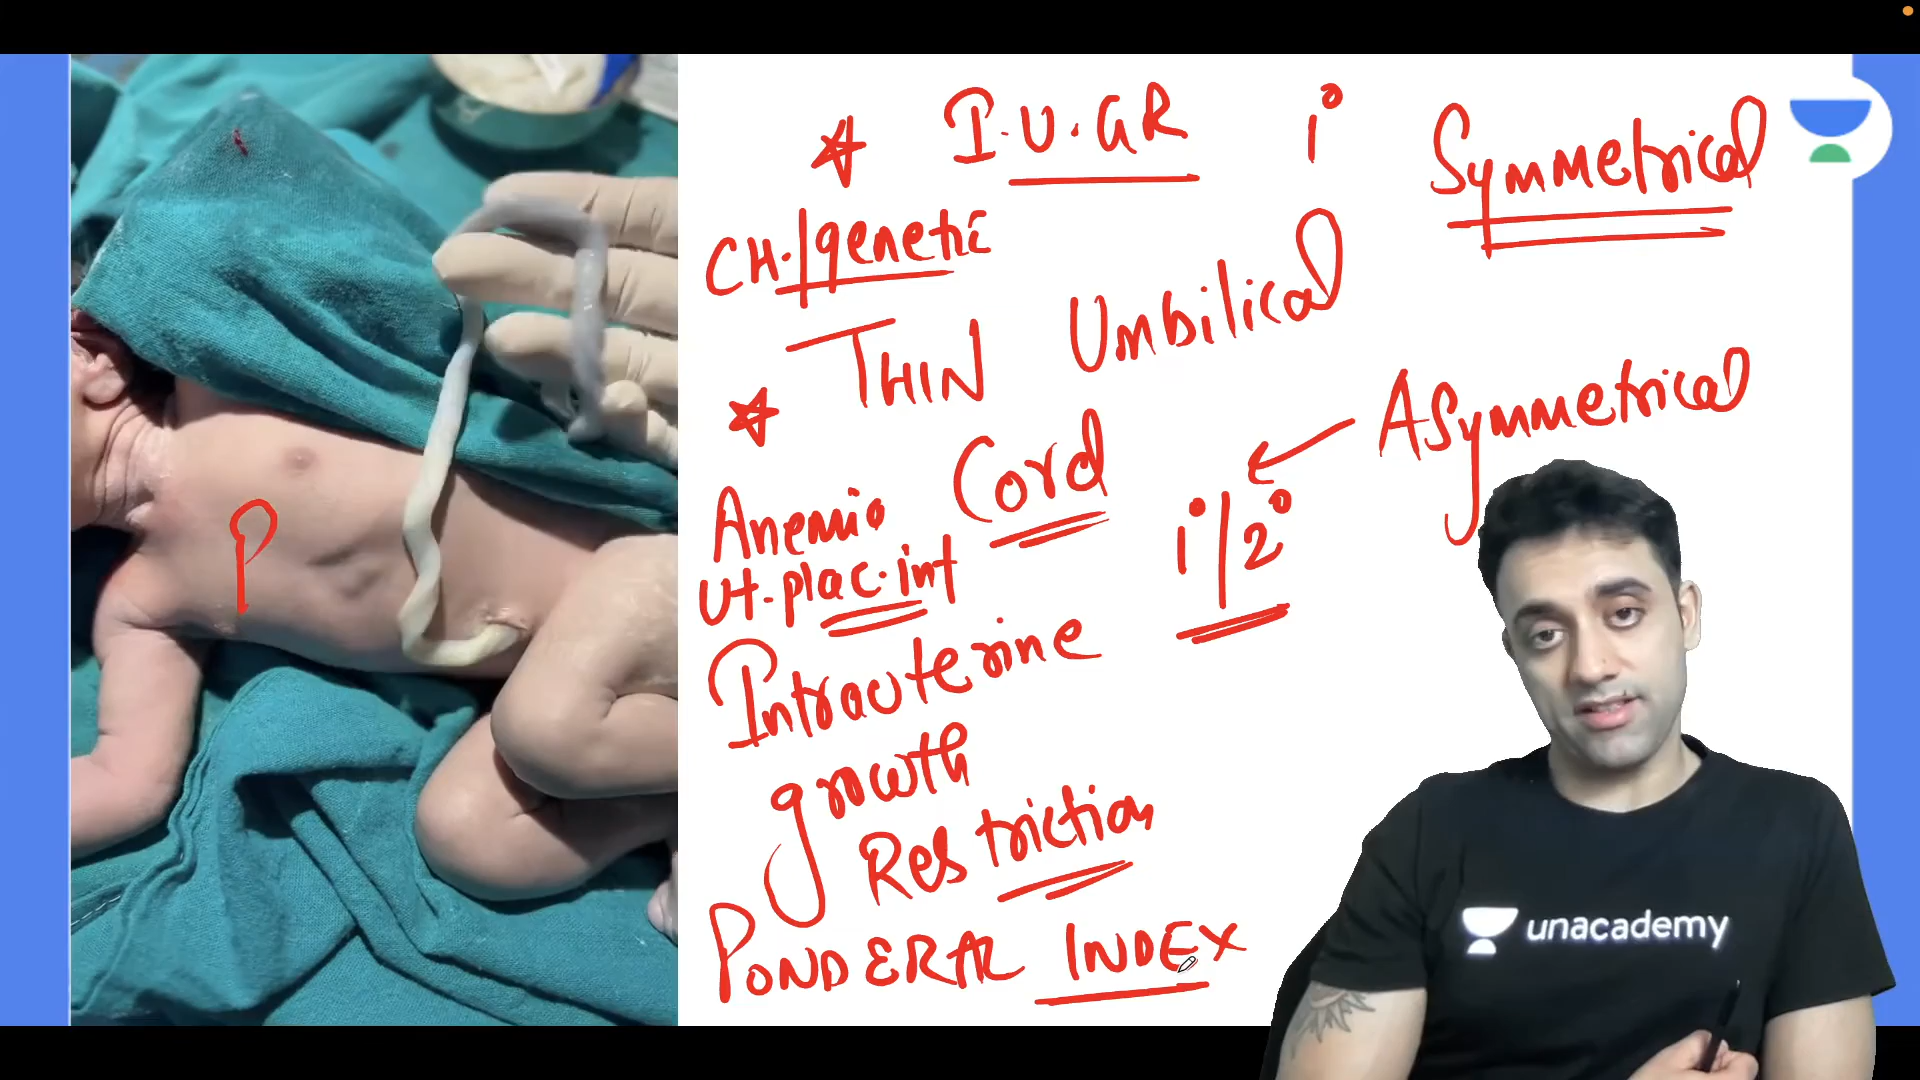 I.U.GR 1° Symmetrical
CH./genetic
THIN Umbilical
Cord
Asymmetrical
Anemia
Ut-plac.int
1°/2°
Intrauterine
growth
Restriction
PONDERAL INDEX
P
unacademy